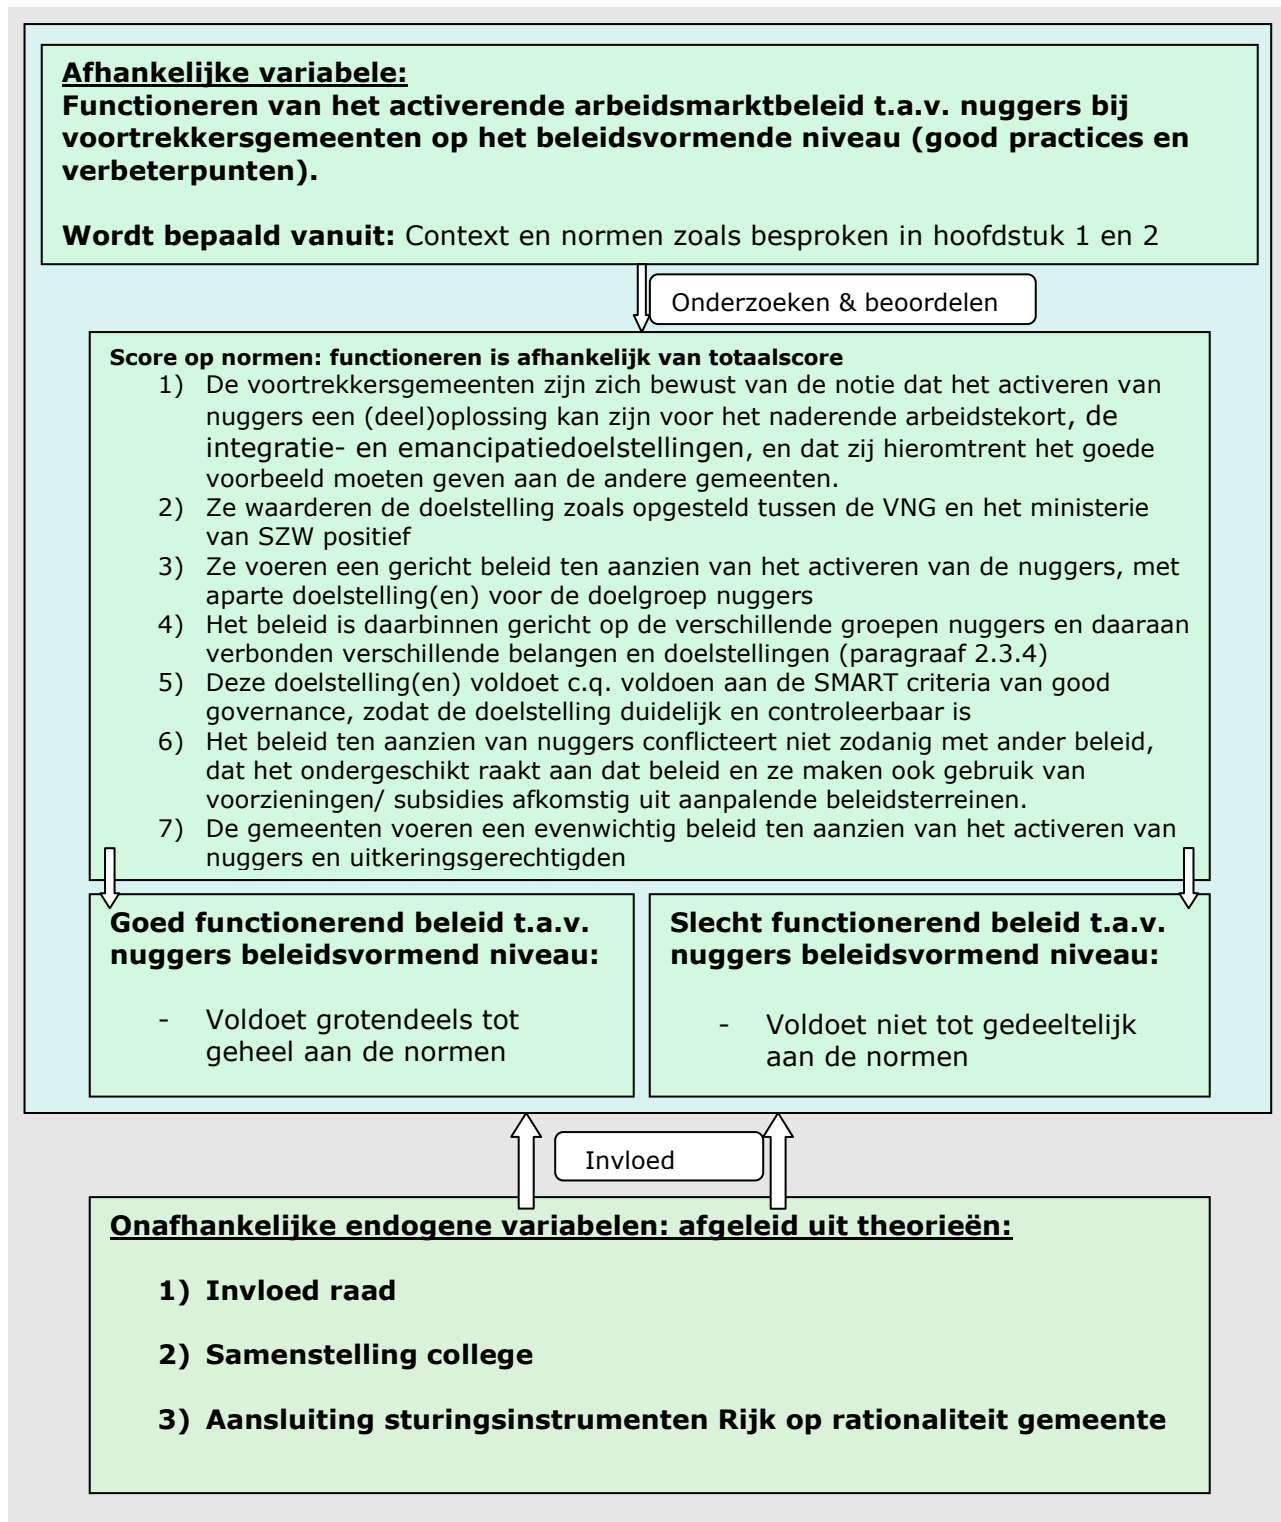 Afhankelijke variabele:
Functioneren van het activerende arbeidsmarktbeleid t.a.v. nuggers bij
voortrekkersgemeenten op het beleidsvormende niveau (good practices en
verbeterpunten).
Wordt bepaald vanuit: Context en normen zoals besproken in hoofdstuk 1 en 2
Onderzoeken & beoordelen
Score op normen: functioneren is afhankelijk van totaalscore
1) De voortrekkersgemeenten zijn zich bewust van de notie dat het activeren van
nuggers een (deel)oplossing kan zijn voor het naderende arbeidstekort, de
integratie- en emancipatiedoelstellingen, en dat zij hieromtrent het goede
voorbeeld moeten geven aan de andere gemeenten.
2) Ze waarderen de doelstelling zoals opgesteld tussen de VNG en het ministerie
van SZW positief
3) Ze voeren een gericht beleid ten aanzien van het activeren van de nuggers, met
aparte doelstelling(en) voor de doelgroep nuggers
4) Het beleid is daarbinnen gericht op de verschillende groepen nuggers en daaraan
verbonden verschillende belangen en doelstellingen (paragraaf 2.3.4)
5) Deze doelstelling(en) voldoet c.q. voldoen aan de SMART criteria van good
governance, zodat de doelstelling duidelijk en controleerbaar is
6) Het beleid ten aanzien van nuggers conflicteert niet zodanig met ander beleid,
dat het ondergeschikt raakt aan dat beleid en ze maken ook gebruik van
voorzieningen/ subsidies afkomstig uit aanpalende beleidsterreinen.
7) De gemeenten voeren een evenwichtig beleid ten aanzien van het activeren van
nuggers en uitkeringsgerechtigden
Goed functionerend beleid t.a.v.
nuggers beleidsvormend niveau:
- Voldoet grotendeels tot
geheel aan de normen
Slecht functionerend beleid t.a.v.
nuggers beleidsvormend niveau:
- Voldoet niet tot gedeeltelijk
aan de normen
Invloed
Onafhankelijke endogene variabelen: afgeleid uit theorieën:
1) Invloed raad
2) Samenstelling college
3) Aansluiting sturingsinstrumenten Rijk op rationaliteit gemeente